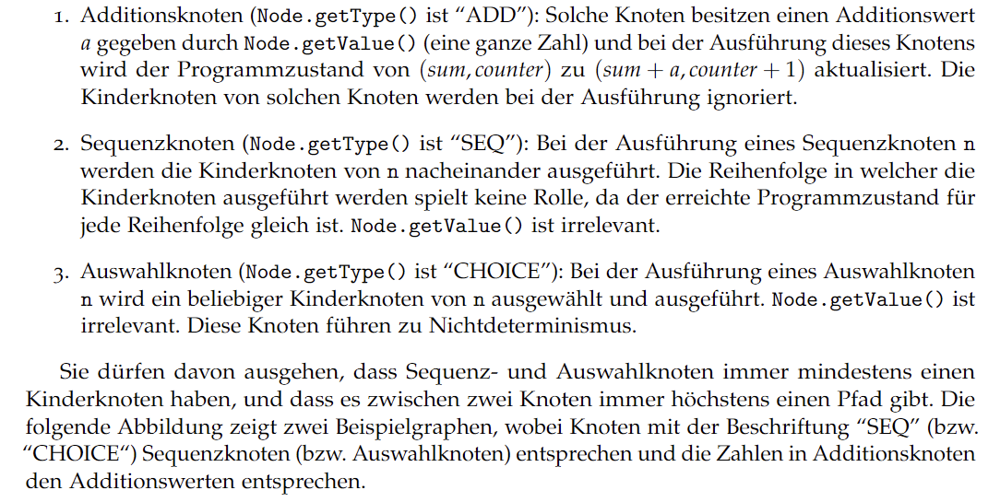 1. Additionsknoten (Node.getType() ist “ADD”): Solche Knoten besitzen einen Additionswert
a gegeben durch Node.getValue() (eine ganze Zahl) und bei der Ausführung dieses Knotens
wird der Programmzustand von (sum, counter) zu (sum + a, counter + 1) aktualisiert. Die
Kinderknoten von solchen Knoten werden bei der Ausführung ignoriert.
2. Sequenzknoten (Node.getType() ist “SEQ”): Bei der Ausführung eines Sequenzknoten n
werden die Kinderknoten von n nacheinander ausgeführt. Die Reihenfolge in welcher die
Kinderknoten ausgeführt werden spielt keine Rolle, da der erreichte Programmzustand für
jede Reihenfolge gleich ist. Node.getValue() ist irrelevant.
3. Auswahlknoten (Node.getType() ist “CHOICE”): Bei der Ausführung eines Auswahlknoten
n wird ein beliebiger Kinderknoten von n ausgewählt und ausgeführt. Node.getValue() ist
irrelevant. Diese Knoten führen zu Nichtdeterminismus.
Sie dürfen davon ausgehen, dass Sequenz- und Auswahlknoten immer mindestens einen
Kinderknoten haben, und dass es zwischen zwei Knoten immer höchstens einen Pfad gibt. Die
folgende Abbildung zeigt zwei Beispielgraphen, wobei Knoten mit der Beschriftung “SEQ” (bzw.
“CHOICE“) Sequenzknoten (bzw. Auswahlknoten) entsprechen und die Zahlen in Additionsknoten
den Additionswerten entsprechen.